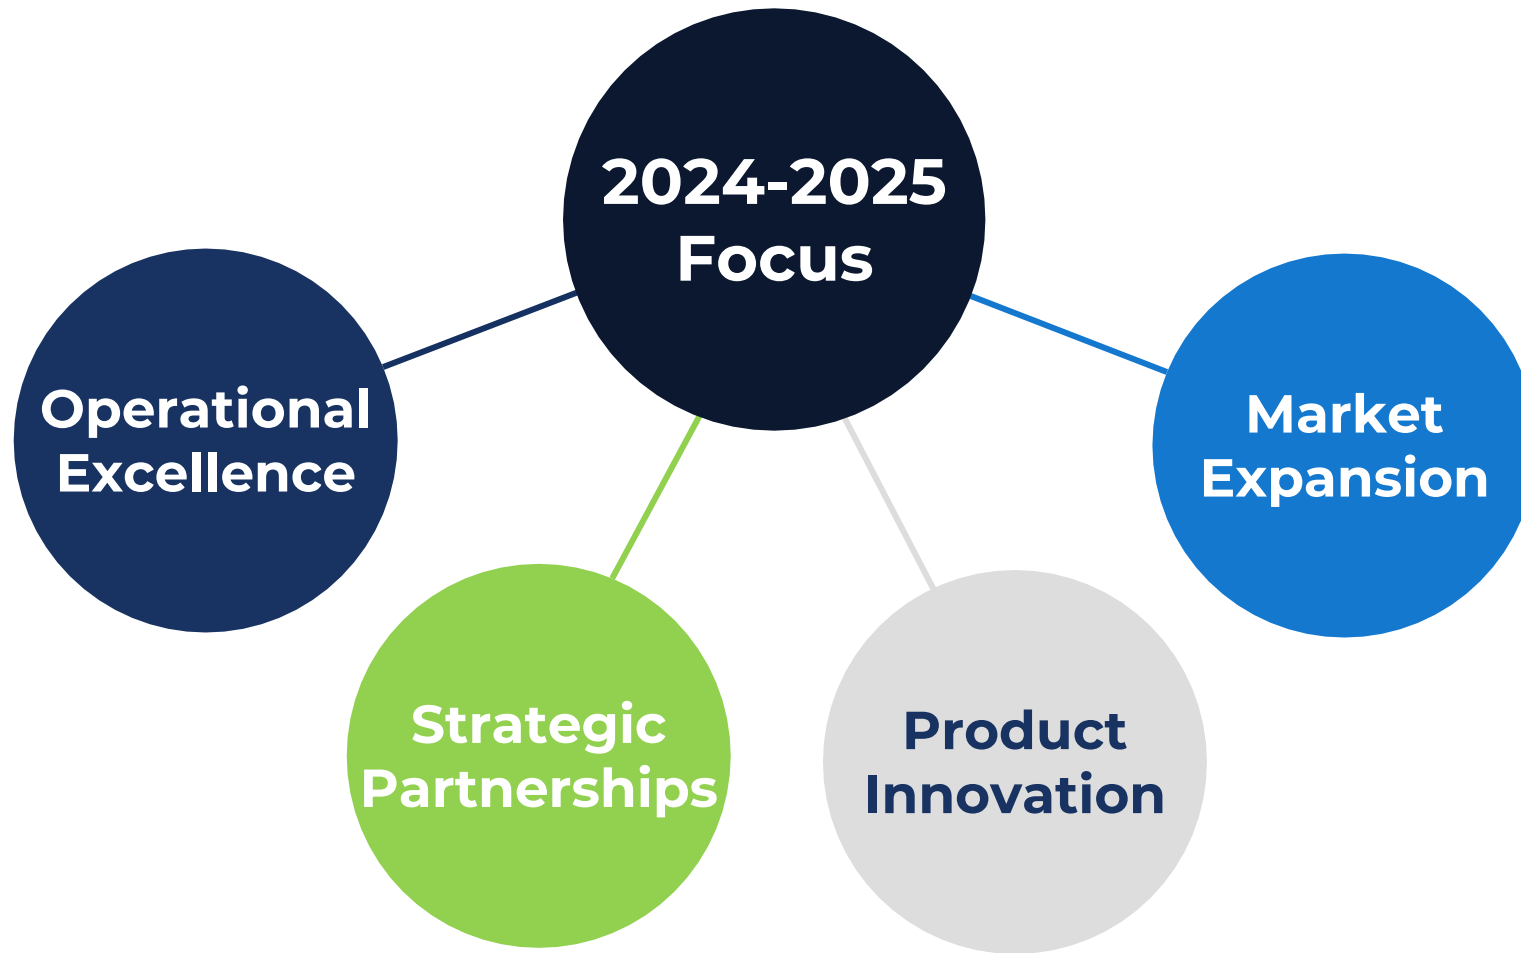 2024-2025
Focus
Operational
Excellence
Market
Expansion
Strategic
Partnerships
Product
Innovation